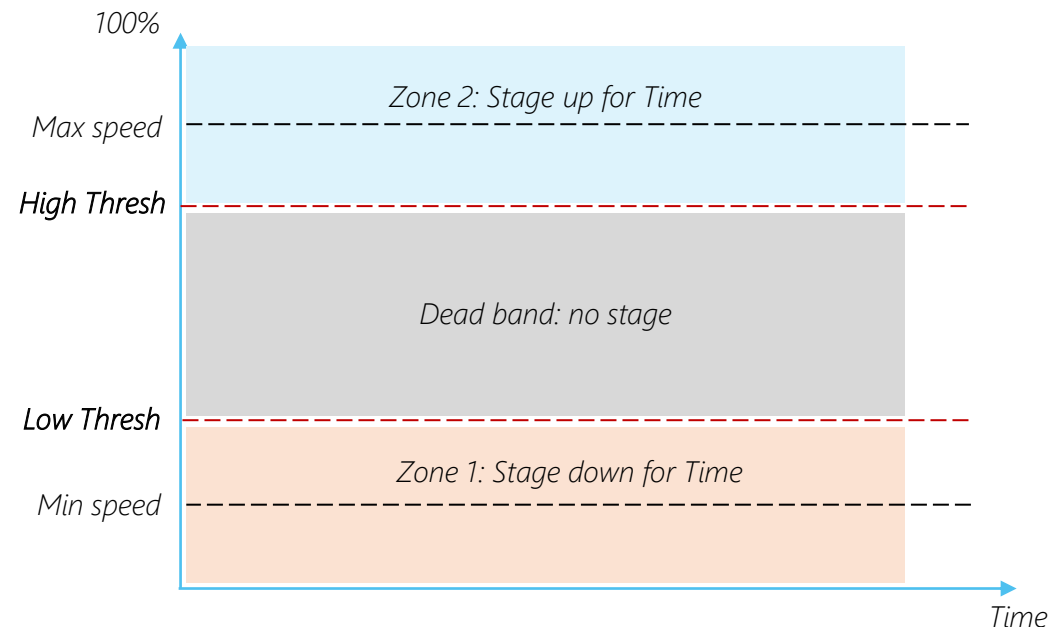 100%
Zone 2: Stage up for Time
Max speed
High Thresh
Dead band: no stage
Low Thresh
Zone 1: Stage down for Time
Min speed
Time